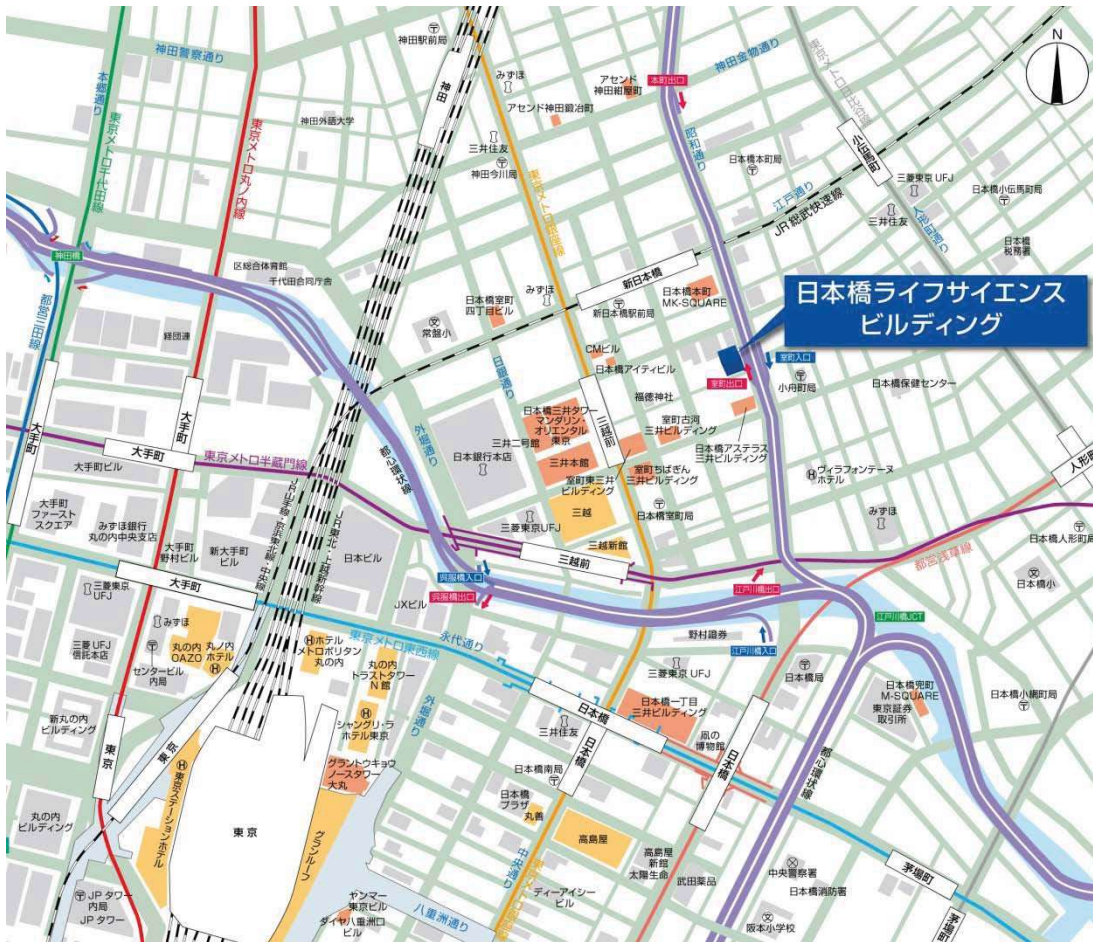 神田警察通り
神田駅前局
神田
みずほ
アセンド
神田紺屋町
アセンド神田鍛冶町
本町出口
神田金物通り
N
本郷通り
東京メトロ千代田線
東京メトロ丸ノ内線
神田外語大学
三井住友
神田今川局
昭和通り
日本橋本町局
小伝馬町
三菱東京 UFJ
日本橋小伝馬町局
三井住友
人形町通り
日本橋
税務署
江戸通り
JR 総武快速線
神田橋
都営三田線
区総合体育館
千代田合同庁舎
経団連
常盤小
日本橋室町
四丁目ビル
みずほ
新日本橋
新日本橋駅前局
日本橋本町
MK-SQUARE
日本橋ライフサイエンス
ビルディング
CMビル
日本橋アイティビル
日銀通り
室町入口
室町出口
小舟町局
日本橋保健センター
大手町
大手町
大手町
大手町ビル
東京メトロ半蔵門線
外堀通り
都心環状線
日本銀行本店
日本橋三井タワー
マンダリン・
オリエンタル
東京
三井二号館
三井本館
三越前
福徳神社
室町古河
三井ビルディング
室町ちばぎん
三井ビルディング
室町東三井
ビルディング
日本橋アステラス
三井ビルディング
ヴィラフォンテーヌ
ホテル
人形町
大手町
ファースト
スクエア
みずほ銀行
丸の内中央支店
大手町
野村ビル
新大手町
ビル
JR山手線・京浜東北線・中央線
JR東北・上越新幹線
日本ビル
三菱東京UFJ
三越
三越新館
日本橋室町局
みずほ
日本橋人形町局
都営浅草線
日本橋小
大手町
三菱東京
UFJ
三越前
呉服橋入口
呉服橋出口
江戸川橋出口
江戸川橋JCT
JXビル
永代通り
東京メトロ東西線
野村證券
江戸川橋入口
みずほ
三菱 UFJ
信託本店
センタービル
内局
丸の内
OAZO
丸ノ内
ホテル
ホテル
メトロポリタン
丸の内
丸の内
トラストタワー
N 館
外堀通り
三菱東京 UFJ
日本橋局
日本橋兜町
M-SQUARE
東京証券
取引所
日本橋小網町局
新丸の内
ビルディング
東京
東京
シャングリ・ラ
ホテル東京
三井住友
日本橋
日本橋
日本橋一丁目
三井ビルディング
凧の
博物館
日本橋
都心環状線
グラントウキョウ
ノースタワー
大丸
日本橋南局
日本橋
プラザ
丸善
丸の内
ビルディング
東京ステーションホテル
東京
グランルーフ
中央通り
高島屋
高島屋
新館
太陽生命
武田薬品
中央警察署
日本橋消防署
茅場町
茅場町
JP タワー
内局
JP タワー
ヤンマー
東京ビル
ダイヤ八重洲口
ビル
八重洲通り
ディーアイシー
ビル
阪本小学校